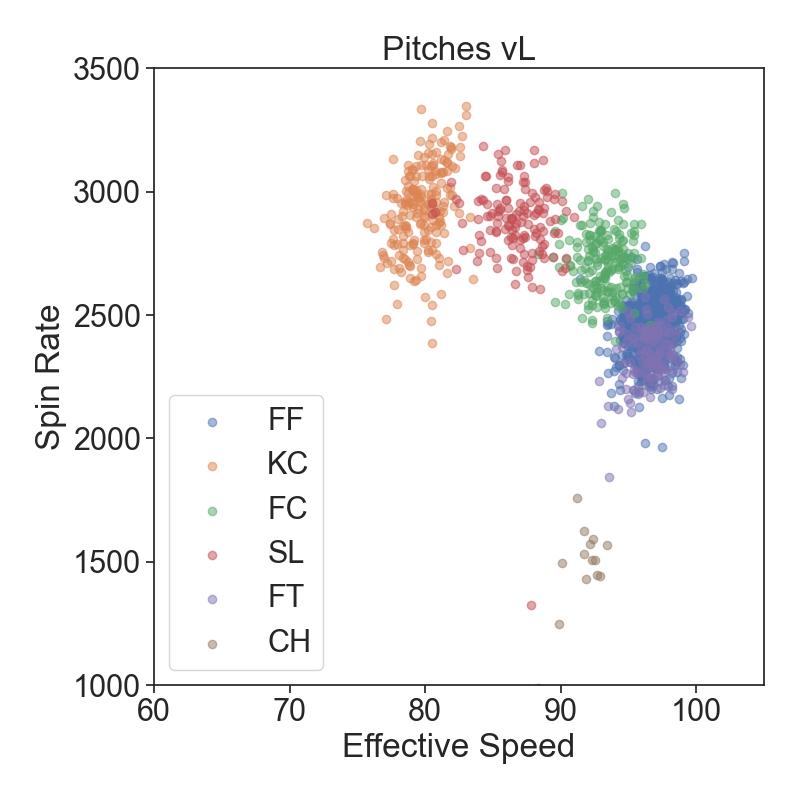 Pitches vL
3500
3000
2500
2000
1500
1000
Spin Rate
FF
KC
FC
SL
FT
CH
60 70 80 90 100
Effective Speed